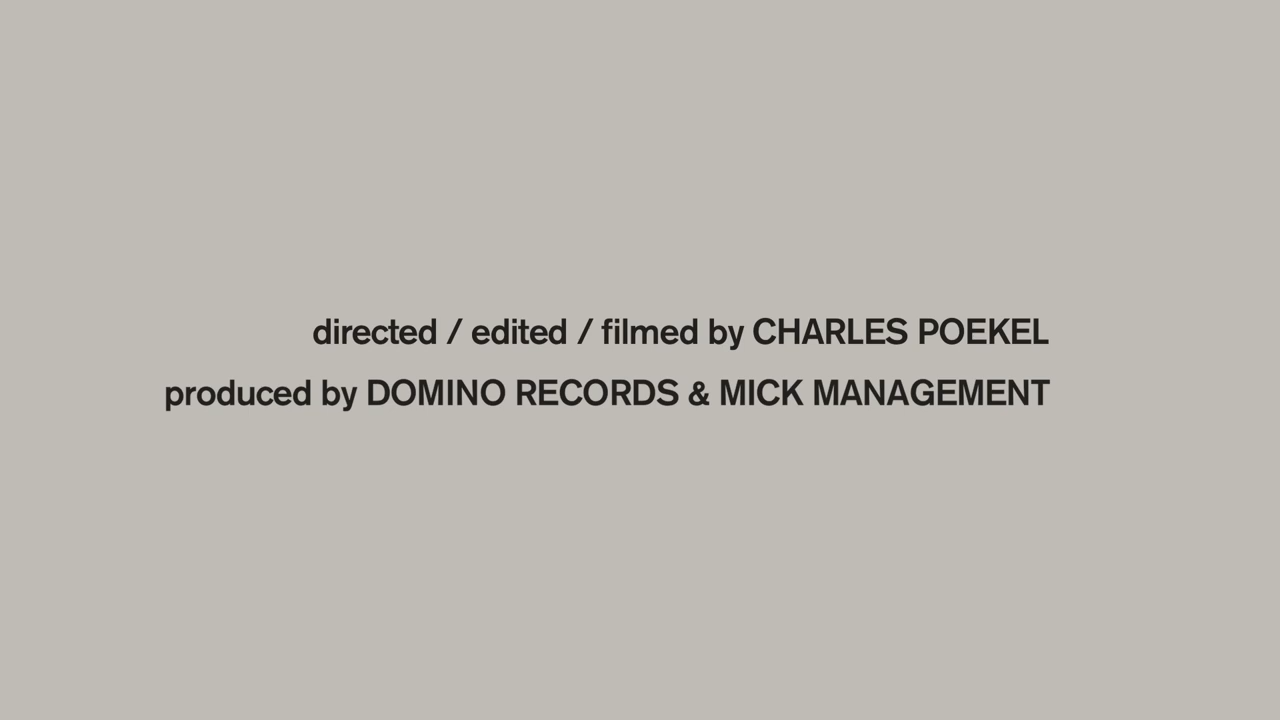 directed / edited / filmed by CHARLES POEKEL
produced by DOMINO RECORDS & MICK MANAGEMENT